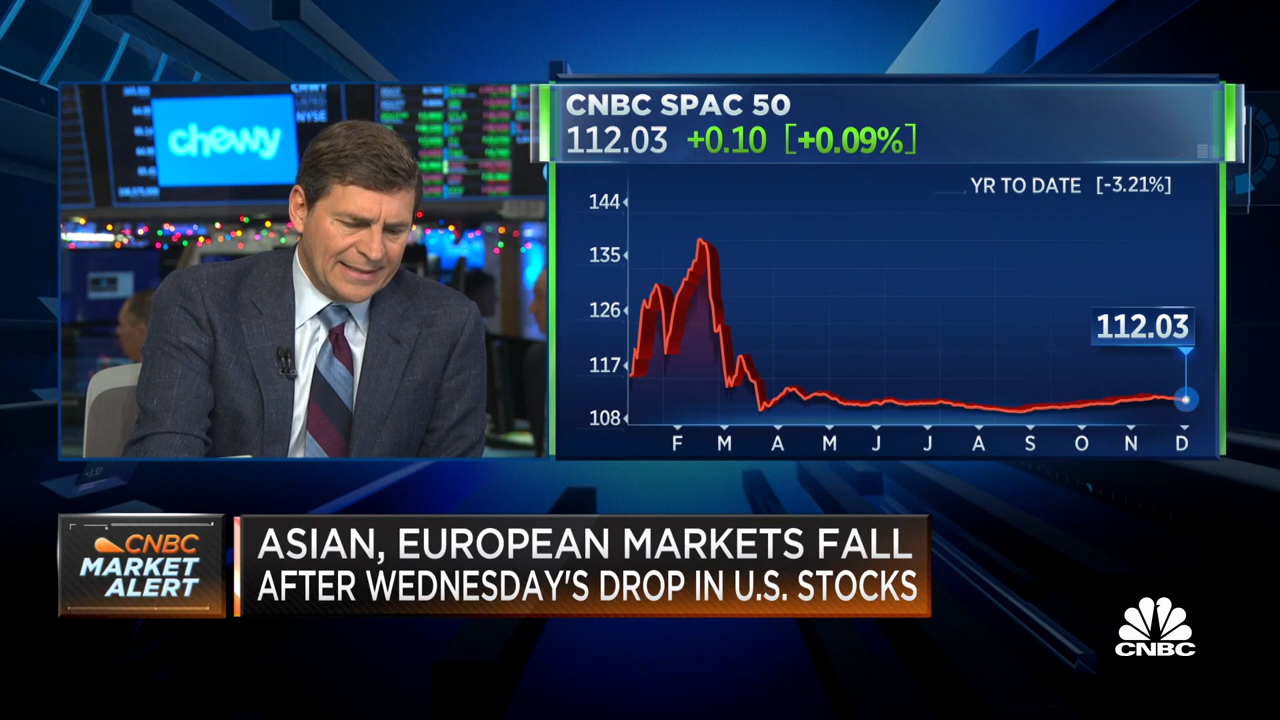 chewy
NYSE
CNBC SPAC 50
112.03 +0.10 [+0.09%]
YR TO DATE [-3.21%]
144
135
126
117
108
112.03
F M A M J J A S O N D
CNBC
MARKET
ALERT
ASIAN, EUROPEAN MARKETS FALL
AFTER WEDNESDAY'S DROP IN U.S. STOCKS
CNBC